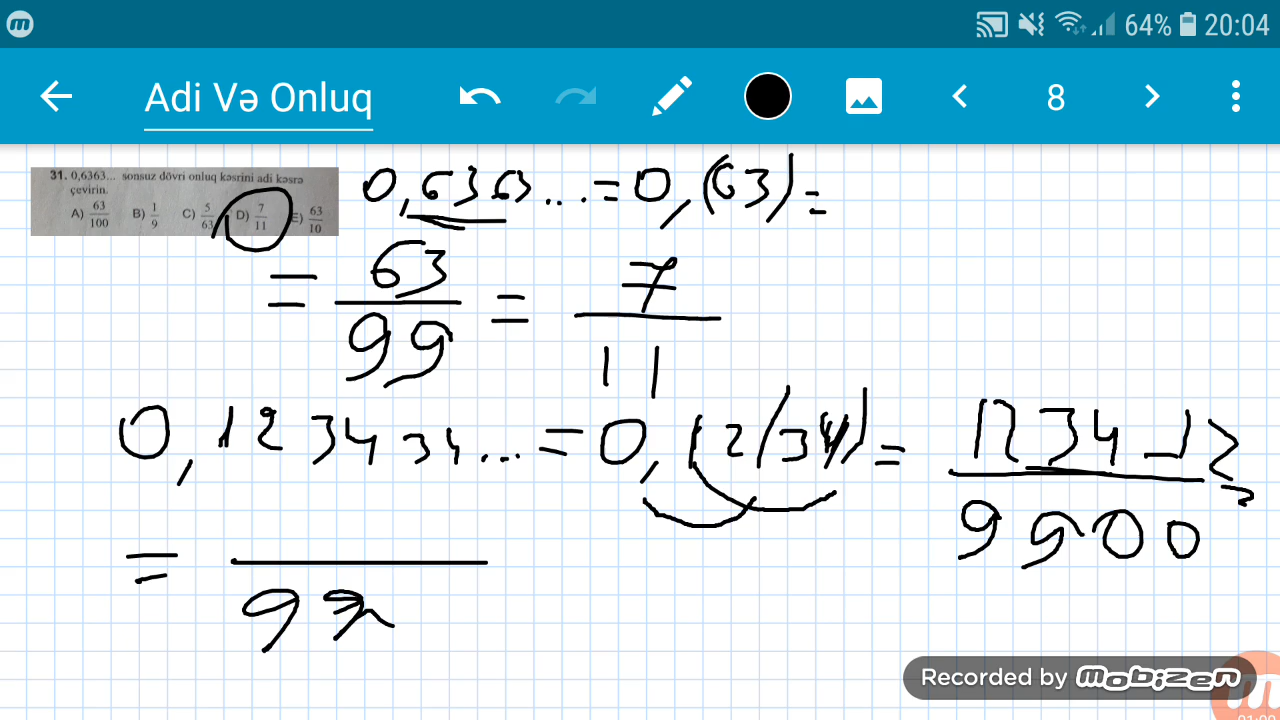 64% 20:04
Adi Və Onluq 8
31. 0,6363... sonsuz dövri onluq kəsrini adi kəsrə
çevirin.
A) 63/100 B) 1/9 C) 5/63 D) 7/11 E) 63/10
0,6363...=0,(63)=
= 63/99 = 7/11
0,123434...=0,12(34)= 1234-12/9900
= 99
Recorded by mobizen